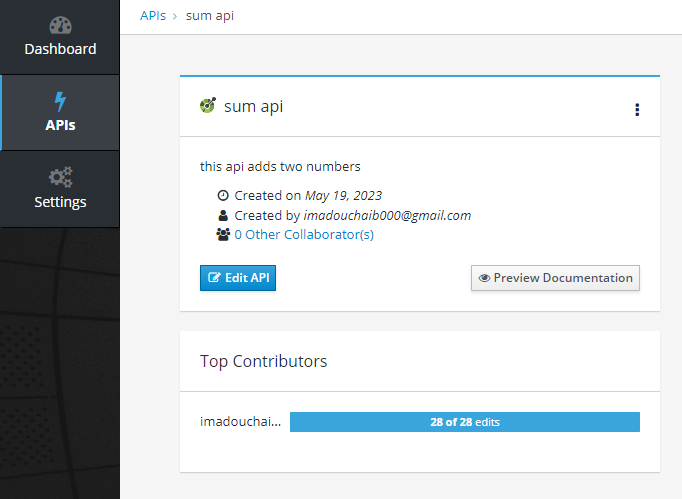 APIs › sum api
Dashboard
APIs
Settings
sum api
this api adds two numbers
Created on May 19, 2023
Created by imadouchaib000@gmail.com
0 Other Collaborator(s)
Edit API
Preview Documentation
Top Contributors
imadouchai... 28 of 28 edits